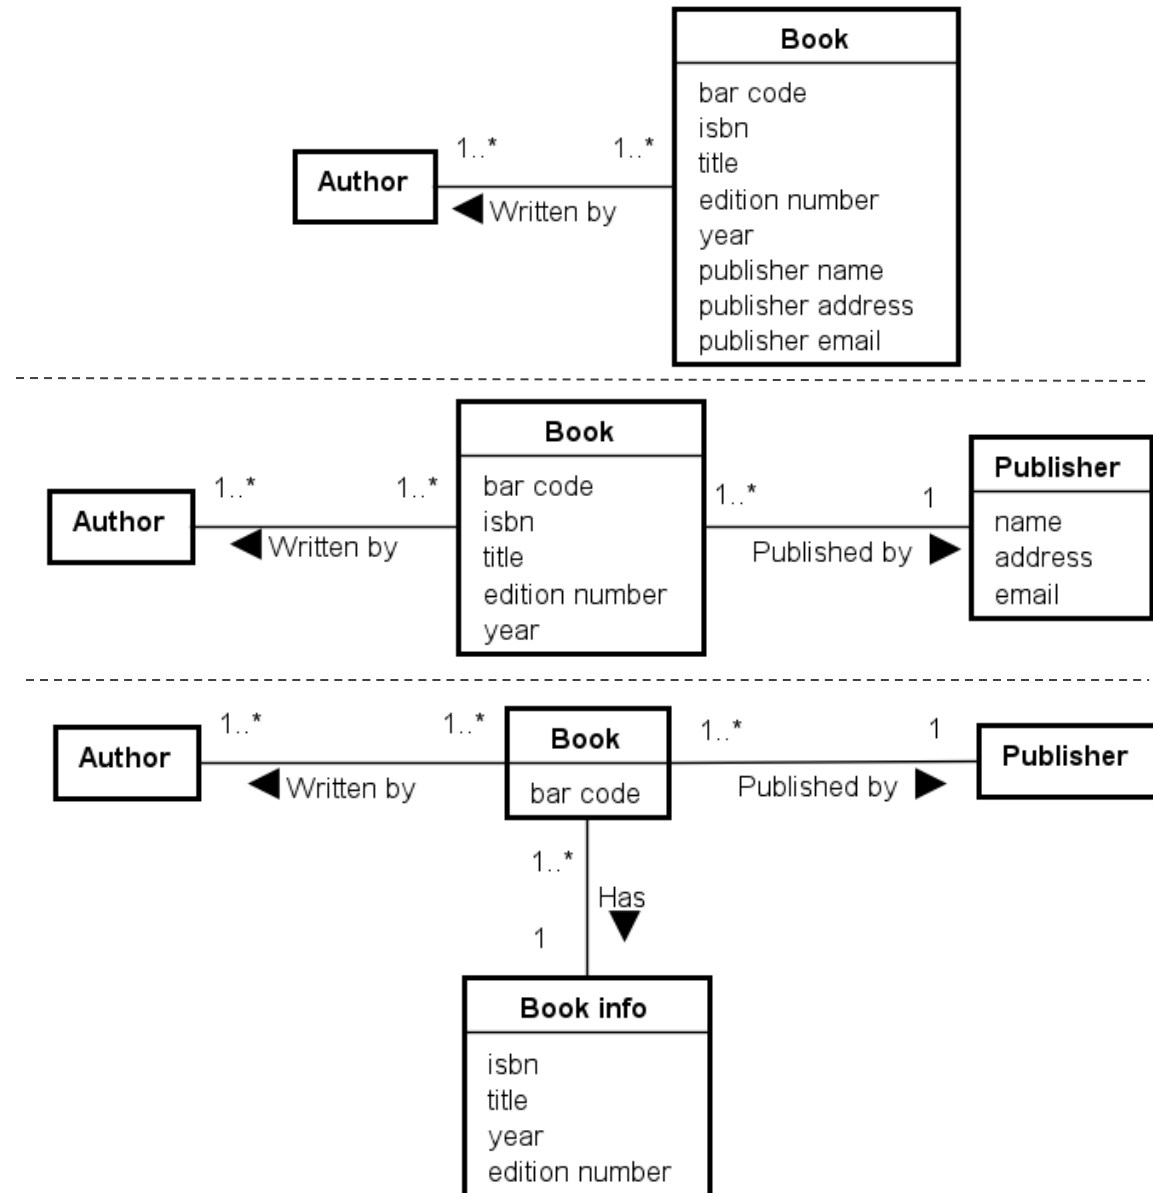 Book
bar code
isbn
title
edition number
year
publisher name
publisher address
publisher email
1..* 1..*
Author
Written by
Book
bar code
isbn
title
edition number
year
1..* 1..*
Author
Written by
1..* 1
Published by
Publisher
name
address
email
1..* 1..*
Author
Written by
Book
bar code
1..* 1
Published by
Publisher
1..*
Has
1
Book info
isbn
title
year
edition number